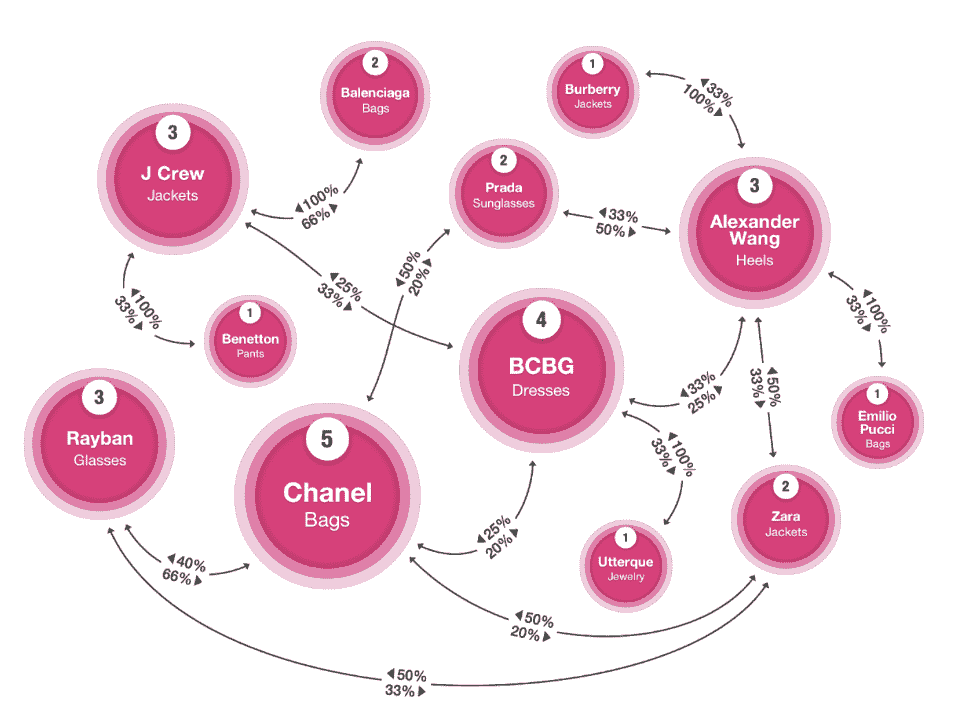 2
Balenciaga
Bags
1
Burberry
Jackets
◀33%
100%▶
3
J Crew
Jackets
2
Prada
Sunglasses
3
Alexander
Wang
Heels
◀100%
66%▶
◀33%
50%▶
◀50%
20%▶
◀25%
33%▶
◀100%
33%▶
◀100%
33%▶
1
Benetton
Pants
4
BCBG
Dresses
◀33%
25%▶
◀50%
33%▶
3
Rayban
Glasses
1
Emilio
Pucci
Bags
5
Chanel
Bags
◀100%
33%▶
2
Zara
Jackets
◀25%
20%▶
1
Utterque
Jewelry
◀40%
66%▶
◀50%
20%▶
◀50%
33%▶